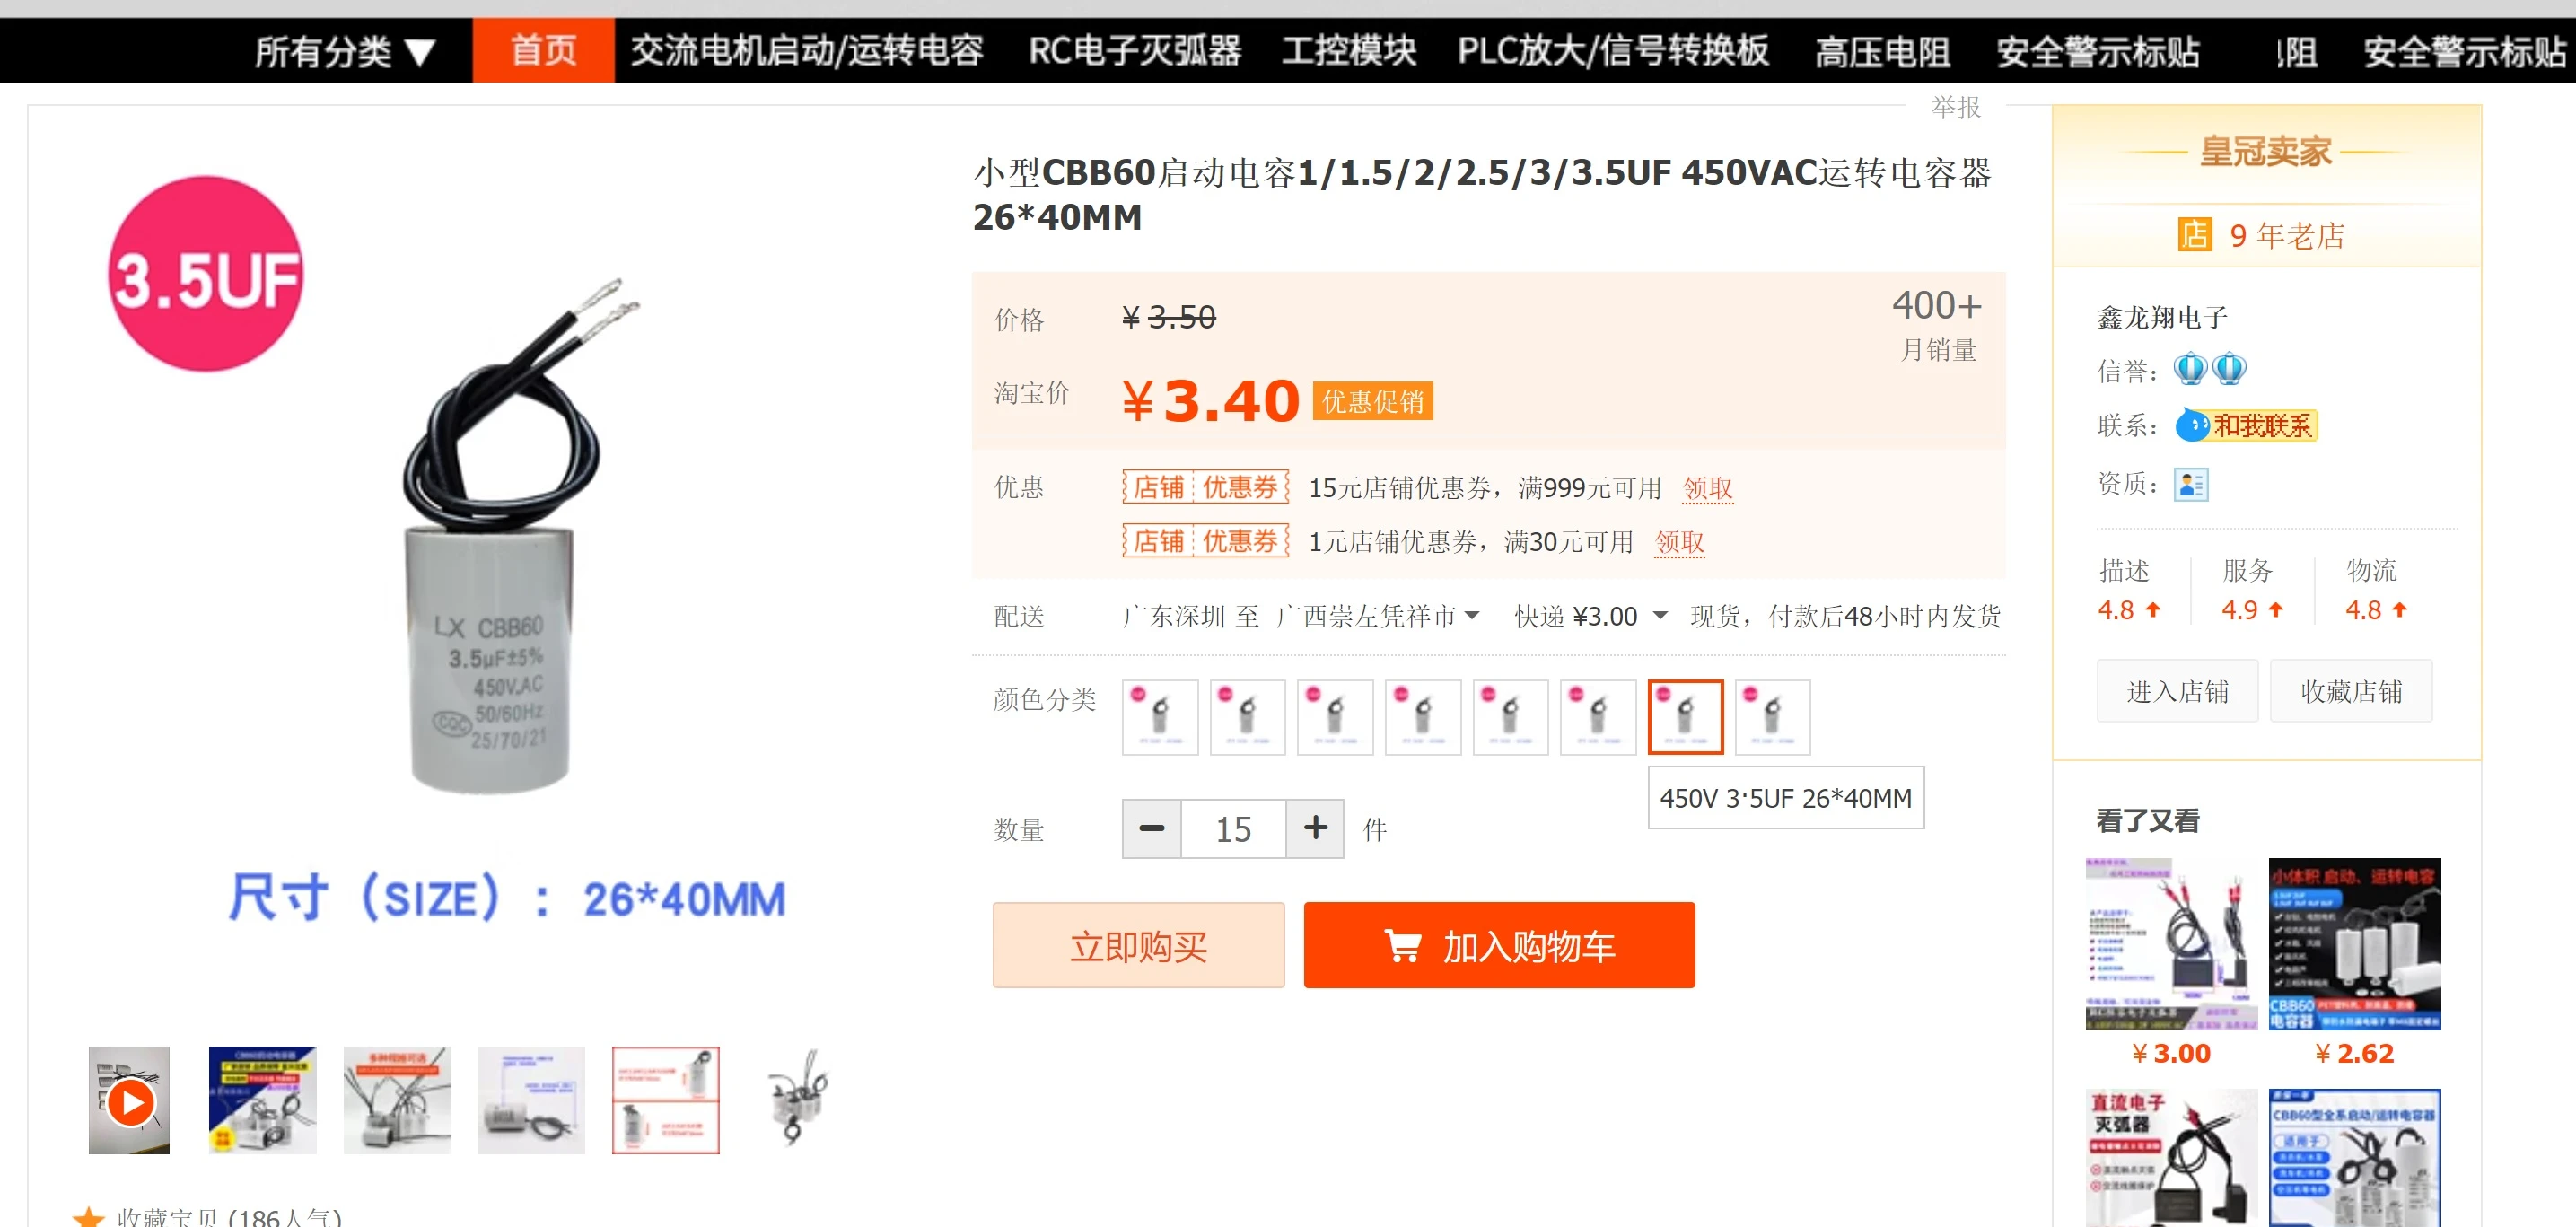 所有分类 ▼ 首页 交流电机启动/运转电容 RC电子灭弧器 工控模块 PLC放大/信号转换板 高压电阻 安全警示标贴 阻 安全警示标贴
举报
3.5UF
LX CBB60
3.5μF±5%
450V.AC
CQC 50/60Hz
25/70/21
尺寸（SIZE）：26*40MM
收藏宝贝 (186人气)
小型CBB60启动电容1/1.5/2/2.5/3/3.5UF 450VAC运转电容器
26*40MM
价格 ¥ 3.50
400+
月销量
淘宝价 ¥ 3.40 优惠促销
优惠 店铺 优惠券 15元店铺优惠券，满999元可用 领取
店铺 优惠券 1元店铺优惠券，满30元可用 领取
配送 广东深圳 至 广西崇左凭祥市 快递 ¥3.00 现货，付款后48小时内发货
颜色分类
450V 3·5UF 26*40MM
数量 − 15 + 件
立即购买 加入购物车
皇冠卖家
店 9 年老店
鑫龙翔电子
信誉：
联系： 和我联系
资质：
描述 服务 物流
4.8 4.9 4.8
进入店铺 收藏店铺
看了又看
小体积 启动、运转电容
CBB60
电容器
¥ 3.00 ¥ 2.62
直流电子
灭弧器
CBB60型全系启动/运转电容器
适用于